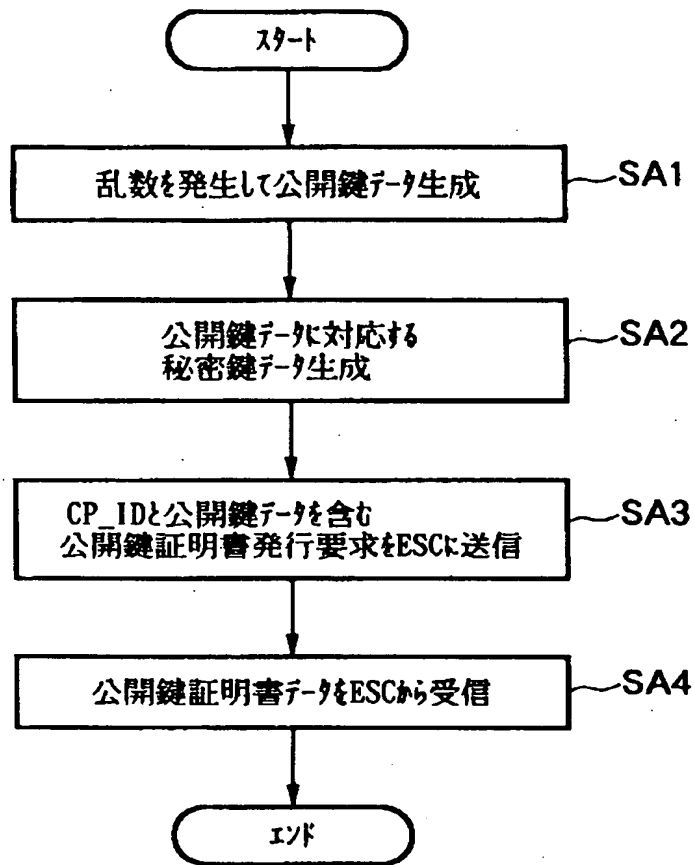 スタート
乱数を発生して公開鍵データ生成
SA1
公開鍵データに対応する
秘密鍵データ生成
SA2
CP_IDと公開鍵データを含む
公開鍵証明書発行要求をESCに送信
SA3
公開鍵証明書データをESCから受信
SA4
エンド